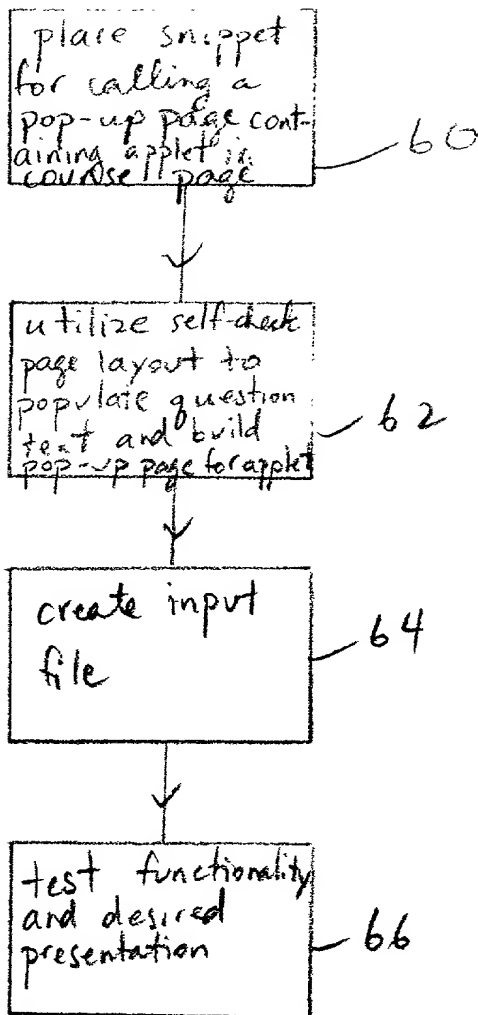 place snippet
for calling a
pop-up page cont-
aining applet in
course page
60
utilize self-check
page layout to
populate question
text and build
pop-up page for applet
62
create input
file
64
test functionality
and desired
presentation
66